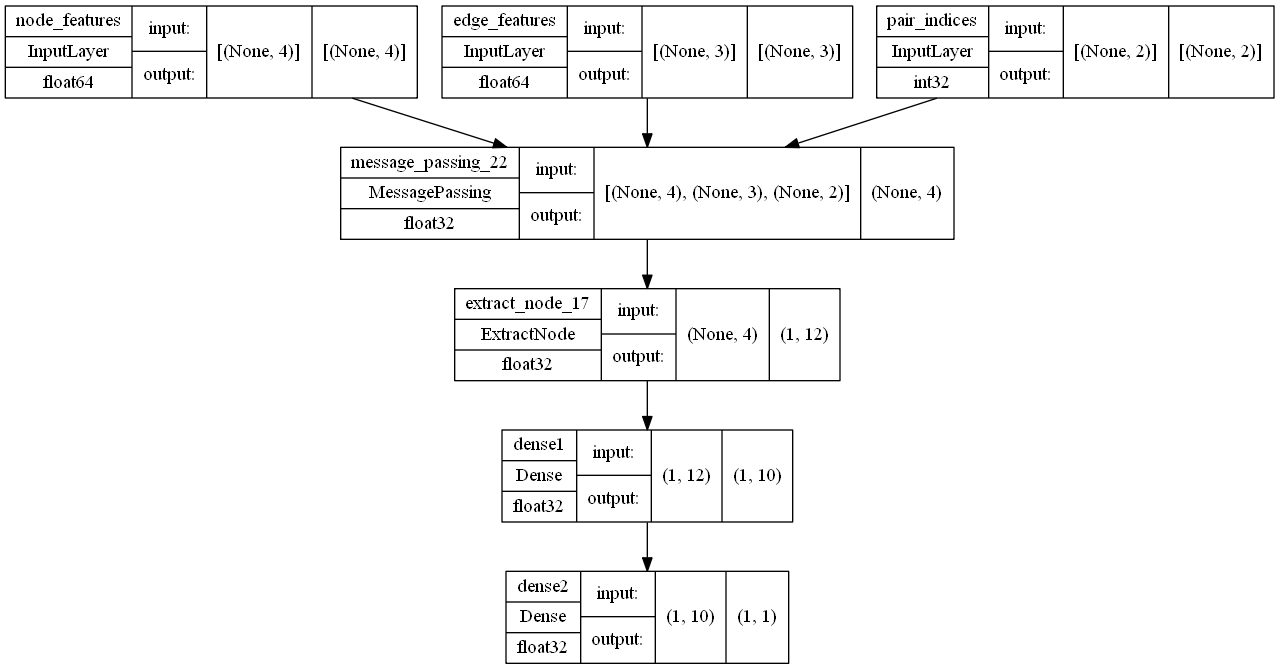 node_features
InputLayer
float64
input:
output:
[(None, 4)]
[(None, 4)]
edge_features
InputLayer
float64
input:
output:
[(None, 3)]
[(None, 3)]
pair_indices
InputLayer
int32
input:
output:
[(None, 2)]
[(None, 2)]
message_passing_22
MessagePassing
float32
input:
output:
[(None, 4), (None, 3), (None, 2)]
(None, 4)
extract_node_17
ExtractNode
float32
input:
output:
(None, 4)
(1, 12)
dense1
Dense
float32
input:
output:
(1, 12)
(1, 10)
dense2
Dense
float32
input:
output:
(1, 10)
(1, 1)